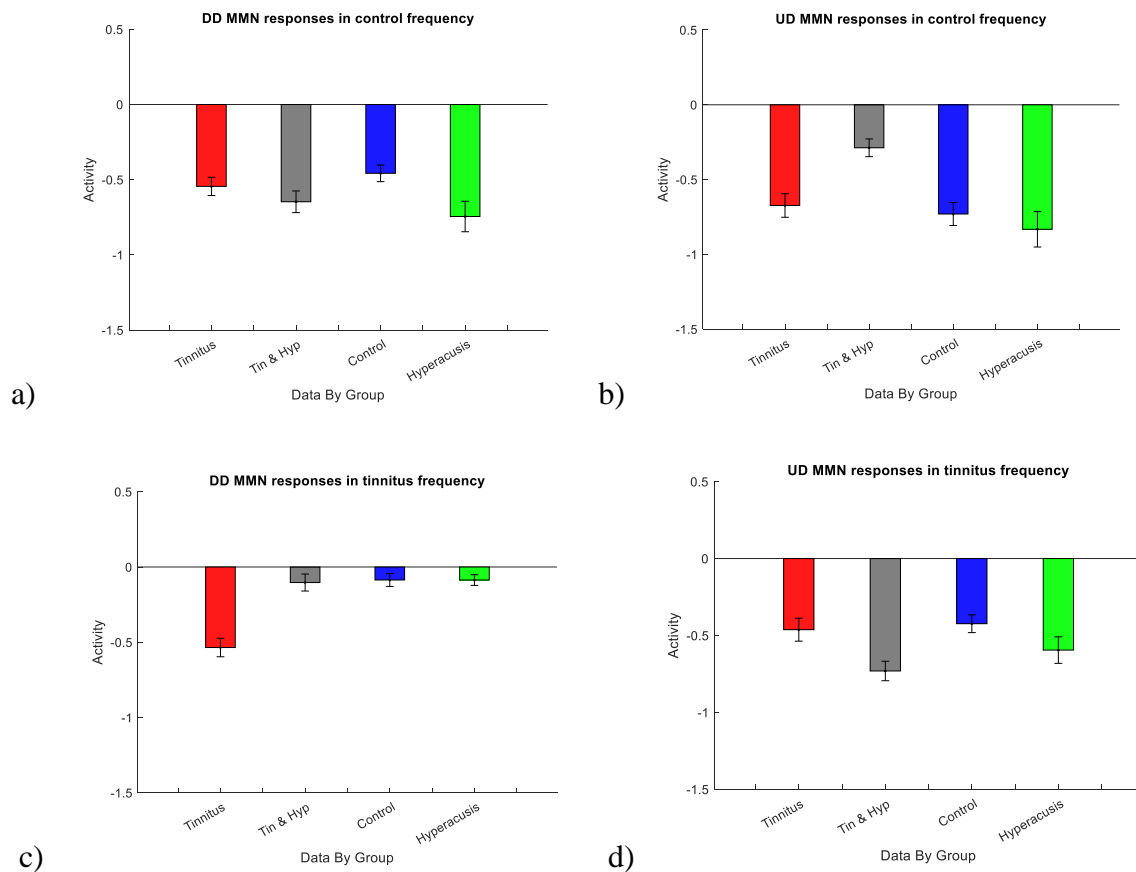 DD MMN responses in control frequency
0.5
0
-0.5
-1
-1.5
Activity
Tinnitus
Tin & Hyp
Control
Hyperacusis
Data By Group
a)
UD MMN responses in control frequency
0.5
0
-0.5
-1
-1.5
Activity
Tinnitus
Tin & Hyp
Control
Hyperacusis
Data By Group
b)
DD MMN responses in tinnitus frequency
0.5
0
-0.5
-1
-1.5
Activity
Tinnitus
Tin & Hyp
Control
Hyperacusis
Data By Group
c)
UD MMN responses in tinnitus frequency
0.5
0
-0.5
-1
-1.5
Activity
Tinnitus
Tin & Hyp
Control
Hyperacusis
Data By Group
d)